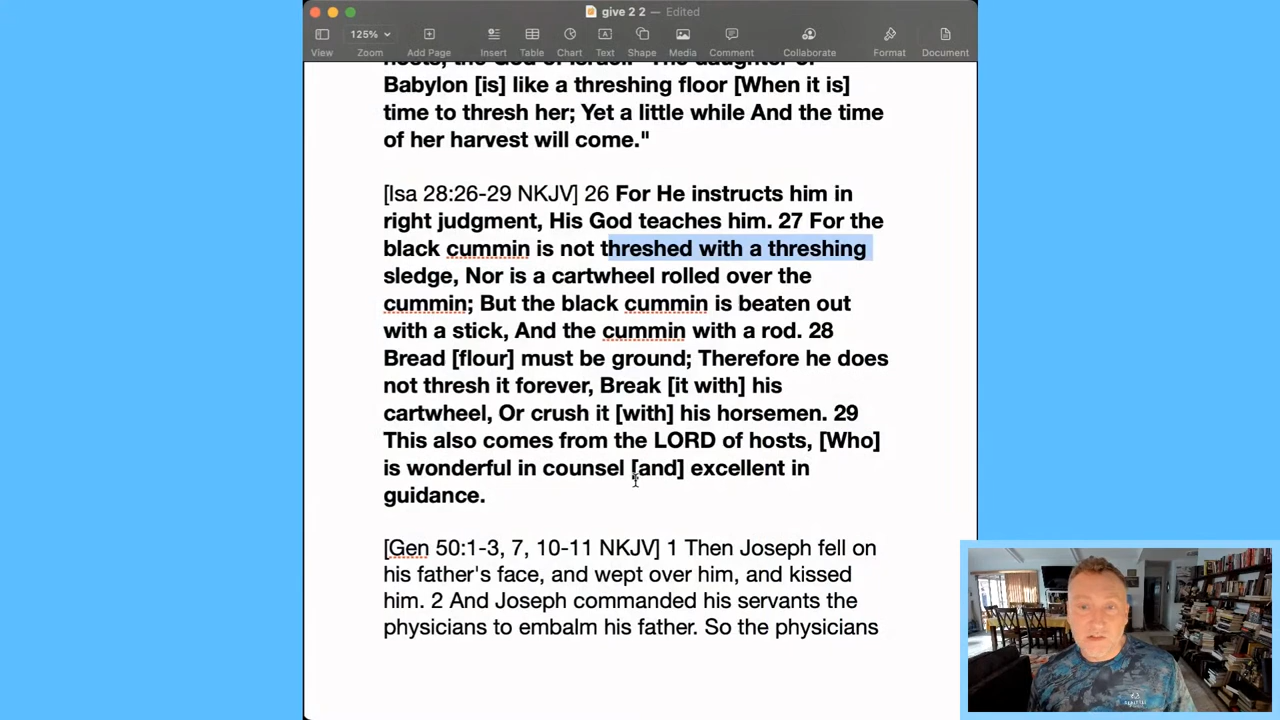 give 2 2 — Edited
125%
View Zoom Add Page Insert Table Chart Text Shape Media Comment Collaborate Format Document
Babylon [is] like a threshing floor [When it is]
time to thresh her; Yet a little while And the time
of her harvest will come."
[Isa 28:26-29 NKJV] 26 For He instructs him in
right judgment, His God teaches him. 27 For the
black cummin is not threshed with a threshing
sledge, Nor is a cartwheel rolled over the
cummin; But the black cummin is beaten out
with a stick, And the cummin with a rod. 28
Bread [flour] must be ground; Therefore he does
not thresh it forever, Break [it with] his
cartwheel, Or crush it [with] his horsemen. 29
This also comes from the LORD of hosts, [Who]
is wonderful in counsel [and] excellent in
guidance.
[Gen 50:1-3, 7, 10-11 NKJV] 1 Then Joseph fell on
his father's face, and wept over him, and kissed
him. 2 And Joseph commanded his servants the
physicians to embalm his father. So the physicians